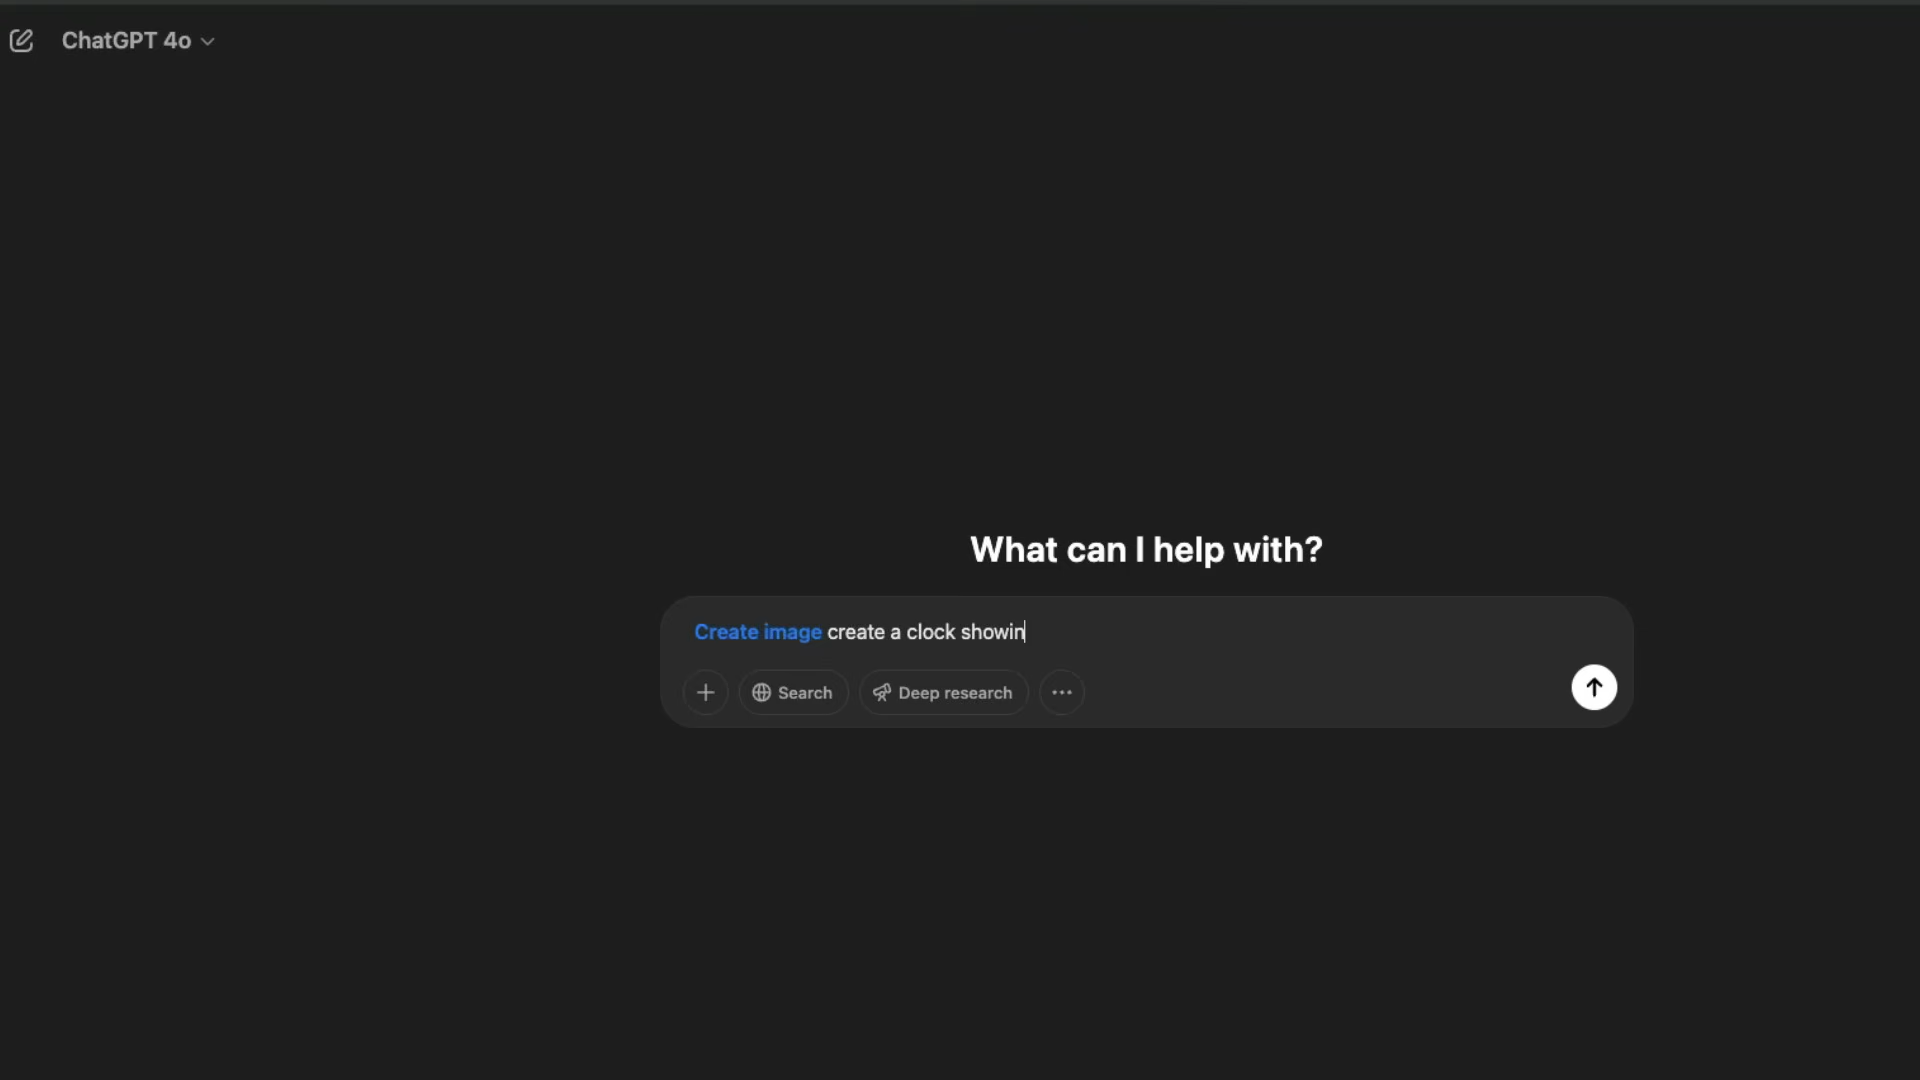 ChatGPT 4o
What can I help with?
Create image create a clock showin
Search
Deep research